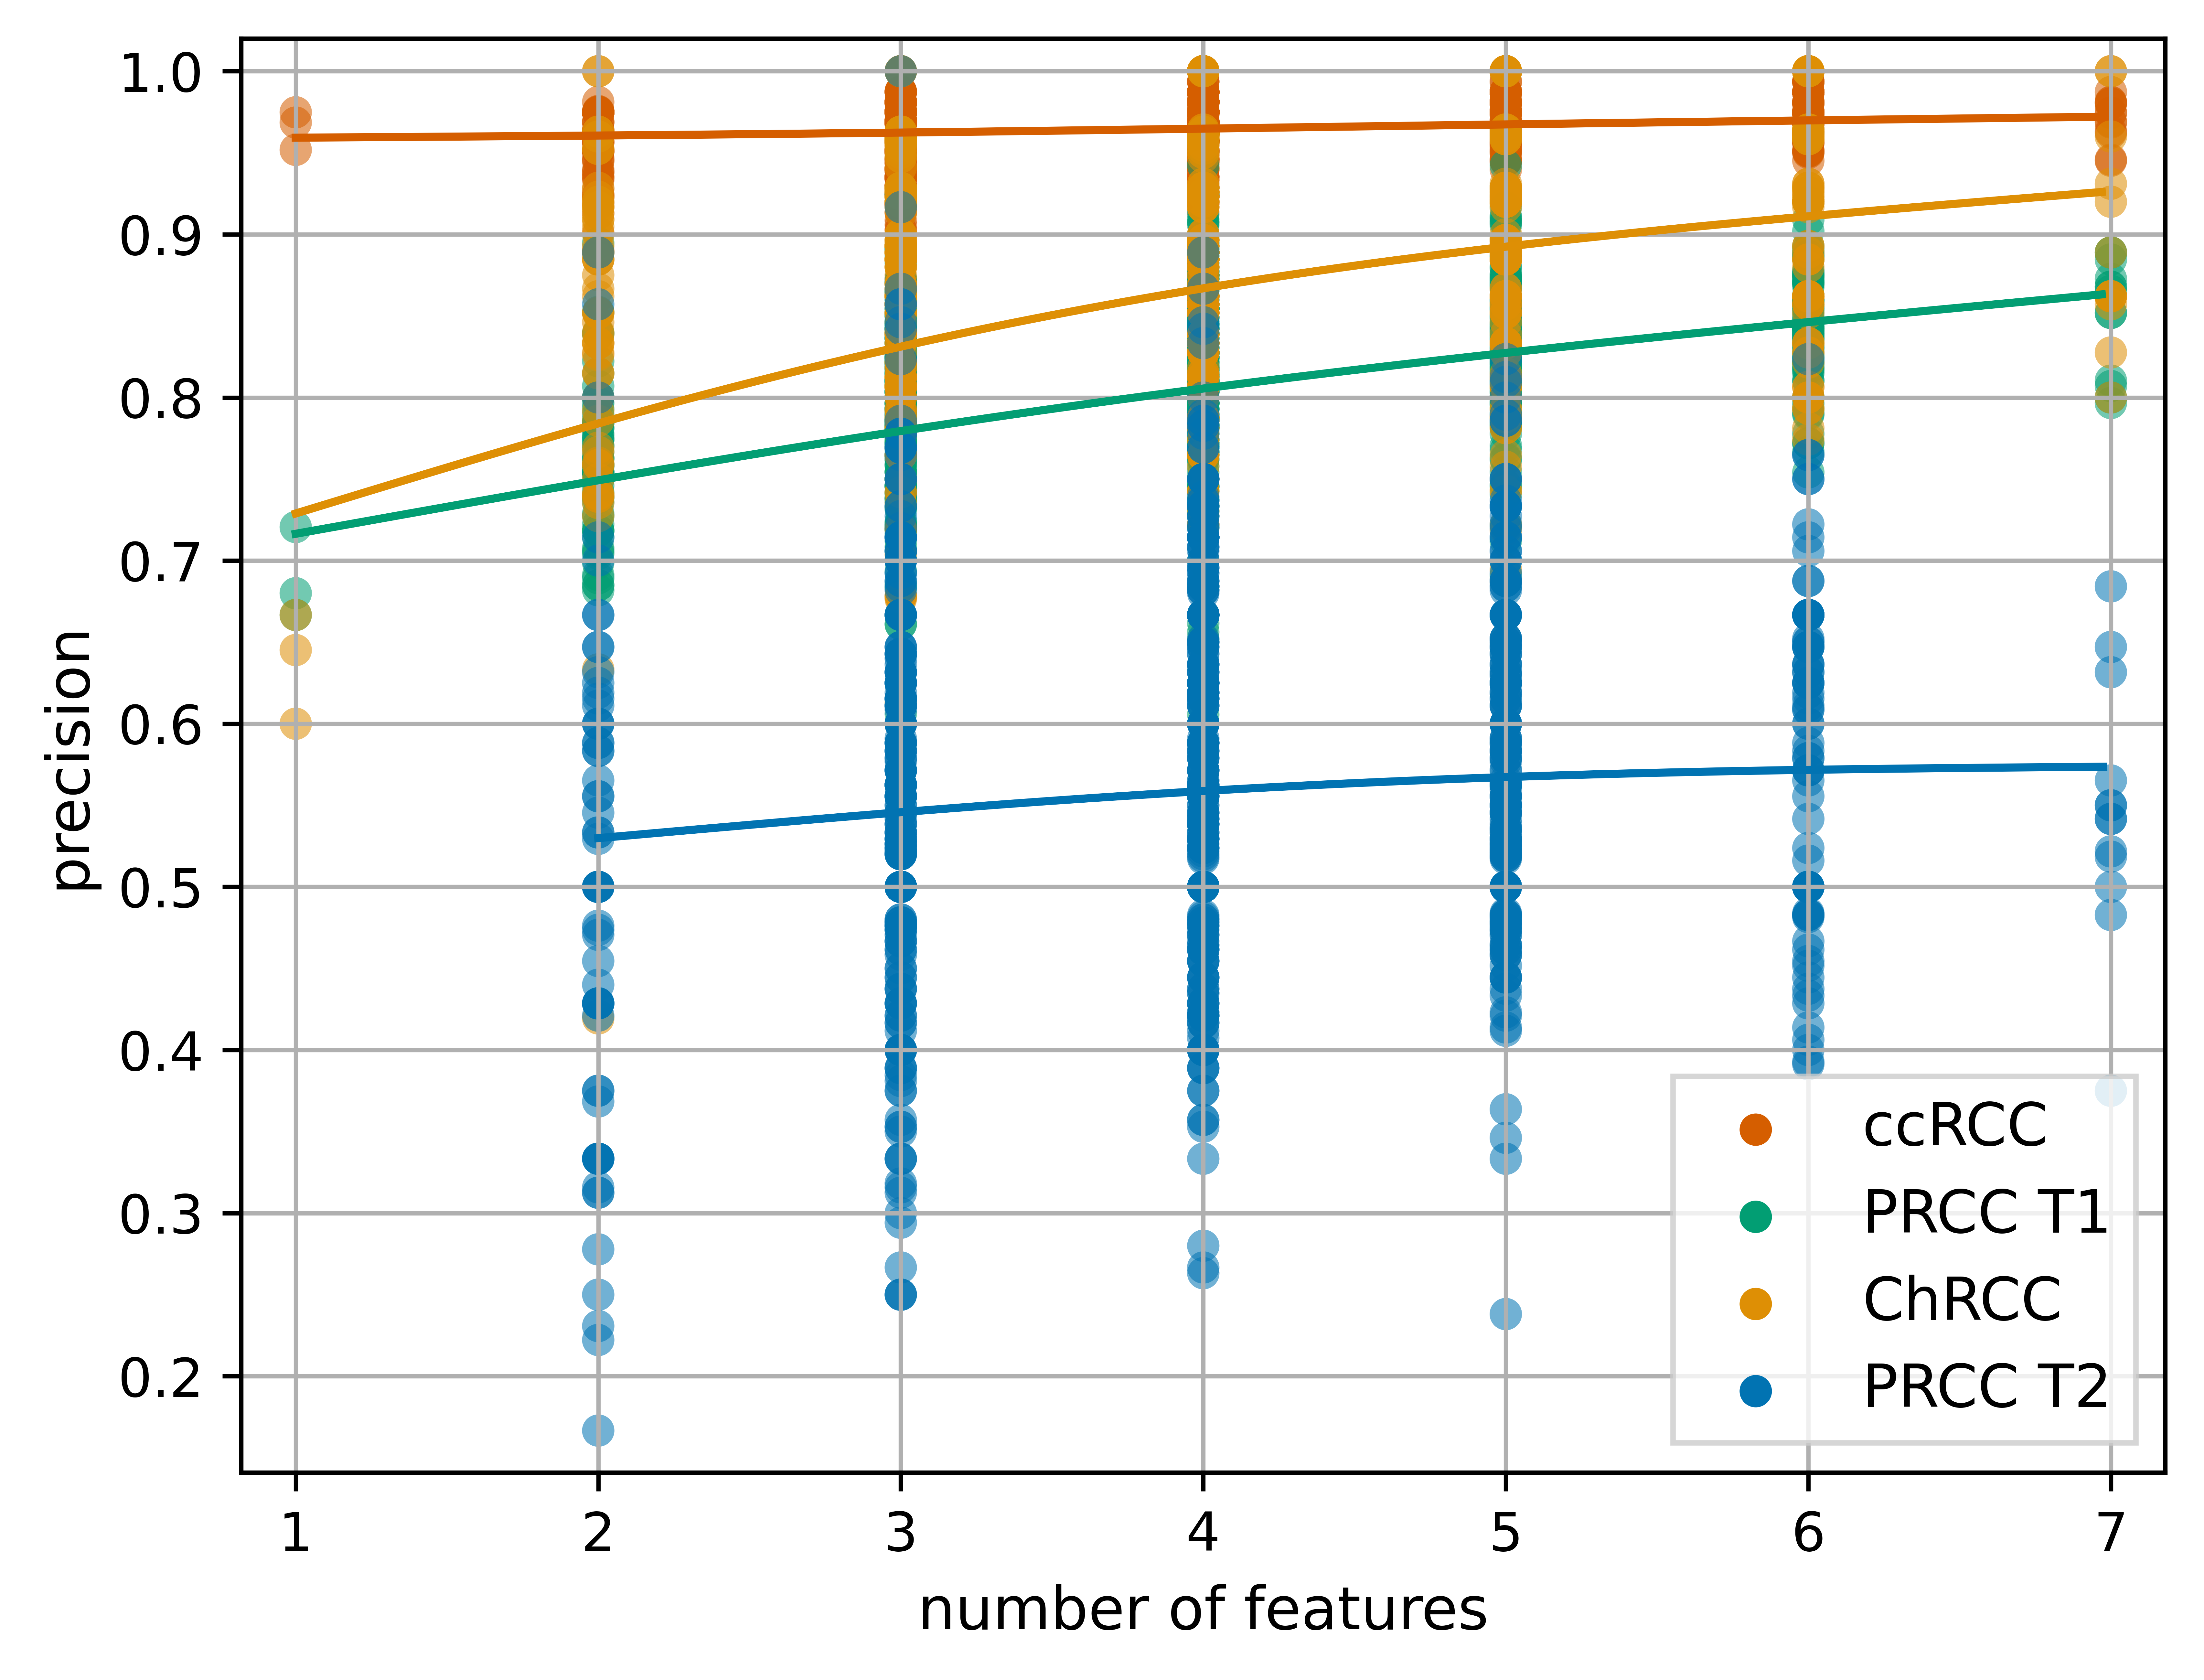 precision
1.0
0.9
0.8
0.7
0.6
0.5
0.4
0.3
0.2
1 2 3 4 5 6 7
number of features
ccRCC
PRCC T1
ChRCC
PRCC T2